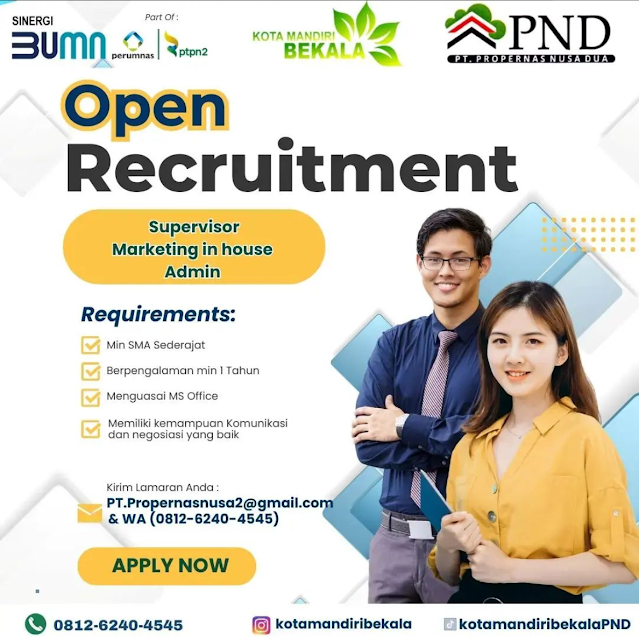 SINERGI
BUMN
Part Of :
perumnas
ptpn2
KOTA MANDIRI
BEKALA
PND
PT. PROPERNAS NUSA DUA
Open
Recruitment
Supervisor
Marketing in house
Admin
Requirements:
Min SMA Sederajat
Berpengalaman min 1 Tahun
Menguasai MS Office
Memiliki kemampuan Komunikasi
dan negosiasi yang baik
Kirim Lamaran Anda :
PT.Propernasnusa2@gmail.com
& WA (0812-6240-4545)
APPLY NOW
0812-6240-4545
kotamandiribekala
kotamandiribekalaPND